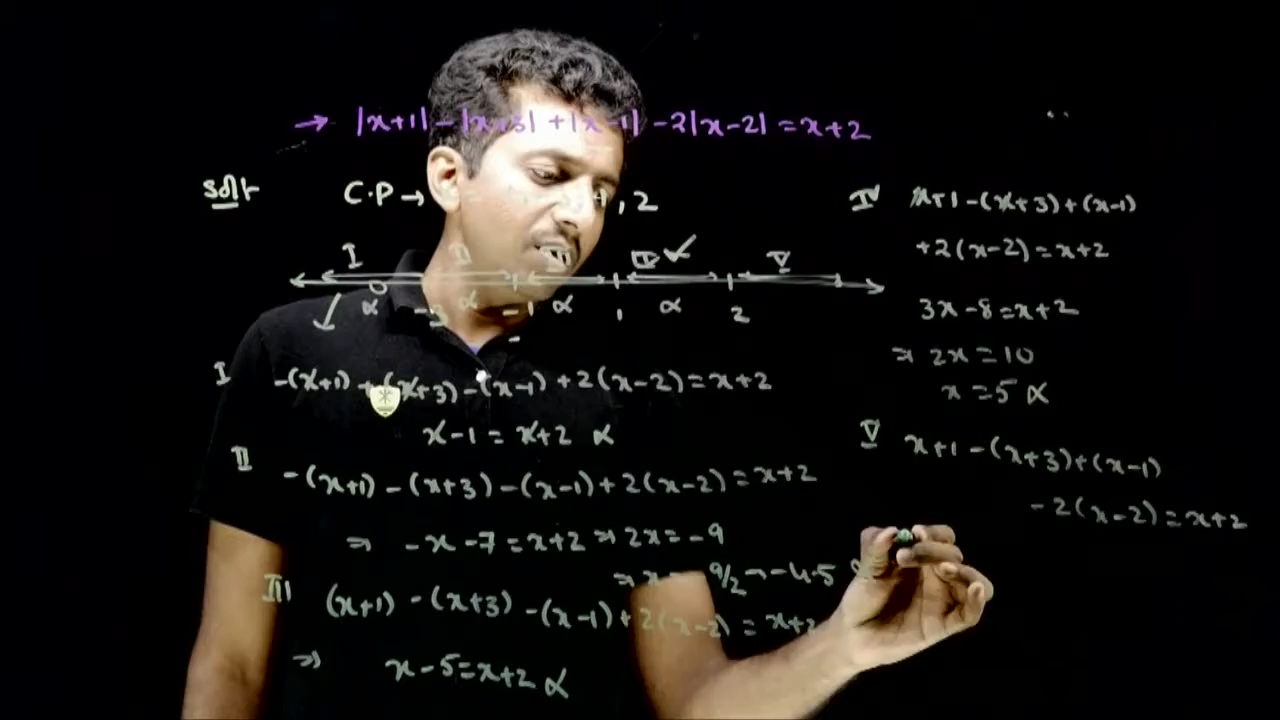 → |x+1| - |x+3| + |x-1| - 2|x-2| = x+2
Soln C.P → , 2
I II III IV ✓ V
α -3 α -1 α 1 α 2
I -(x+1) + (x+3) - (x-1) + 2(x-2) = x+2
x-1 = x+2 α
II -(x+1) - (x+3) - (x-1) + 2(x-2) = x+2
⇒ -x-7 = x+2 ⇒ 2x = -9
⇒ x = -9/2 → -4.5
III (x+1) - (x+3) - (x-1) + 2(x-2) = x+2
⇒ x-5 = x+2 α
IV x+1 - (x+3) + (x-1)
+2(x-2) = x+2
3x-8 = x+2
⇒ 2x = 10
x = 5 α
V x+1 - (x+3) + (x-1)
-2(x-2) = x+2